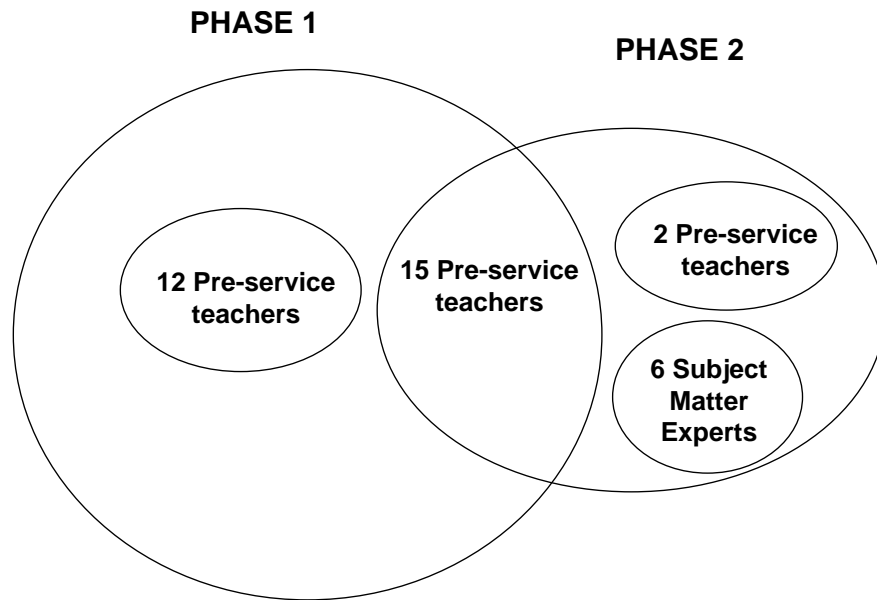 PHASE 1
PHASE 2
12 Pre-service
teachers
15 Pre-service
teachers
2 Pre-service
teachers
6 Subject
Matter
Experts